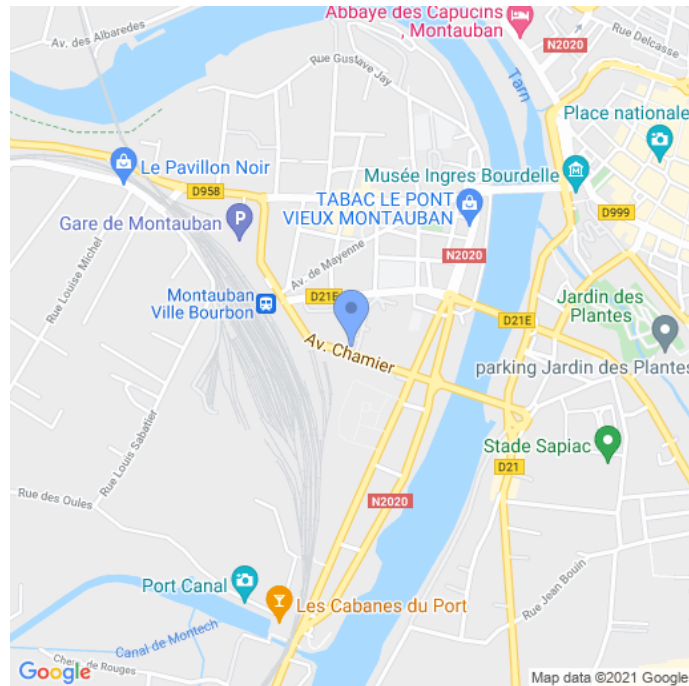 Abbaye des Capucins
, Montauban
Av. des Albaredes
N2020
Rue Delcasse
Rue Gustave Jay
Tarn
Place nationale
Le Pavillon Noir
Musée Ingres Bourdelle
D958
TABAC LE PONT
VIEUX MONTAUBAN
Gare de Montauban
P
D999
Rue Louise Michel
Av. de Mayenne
N2020
Montauban
Ville Bourbon
D21E
Jardin des
Plantes
D21E
Av. Chamier
parking Jardin des Plantes
Rue Louis Sabatier
Stade Sapiac
D21
Rue des Oules
N2020
Port Canal
Rue Jean Bouin
Les Cabanes du Port
Canal de Montech
Chem. de Rouges
Google
Map data ©2021 Google